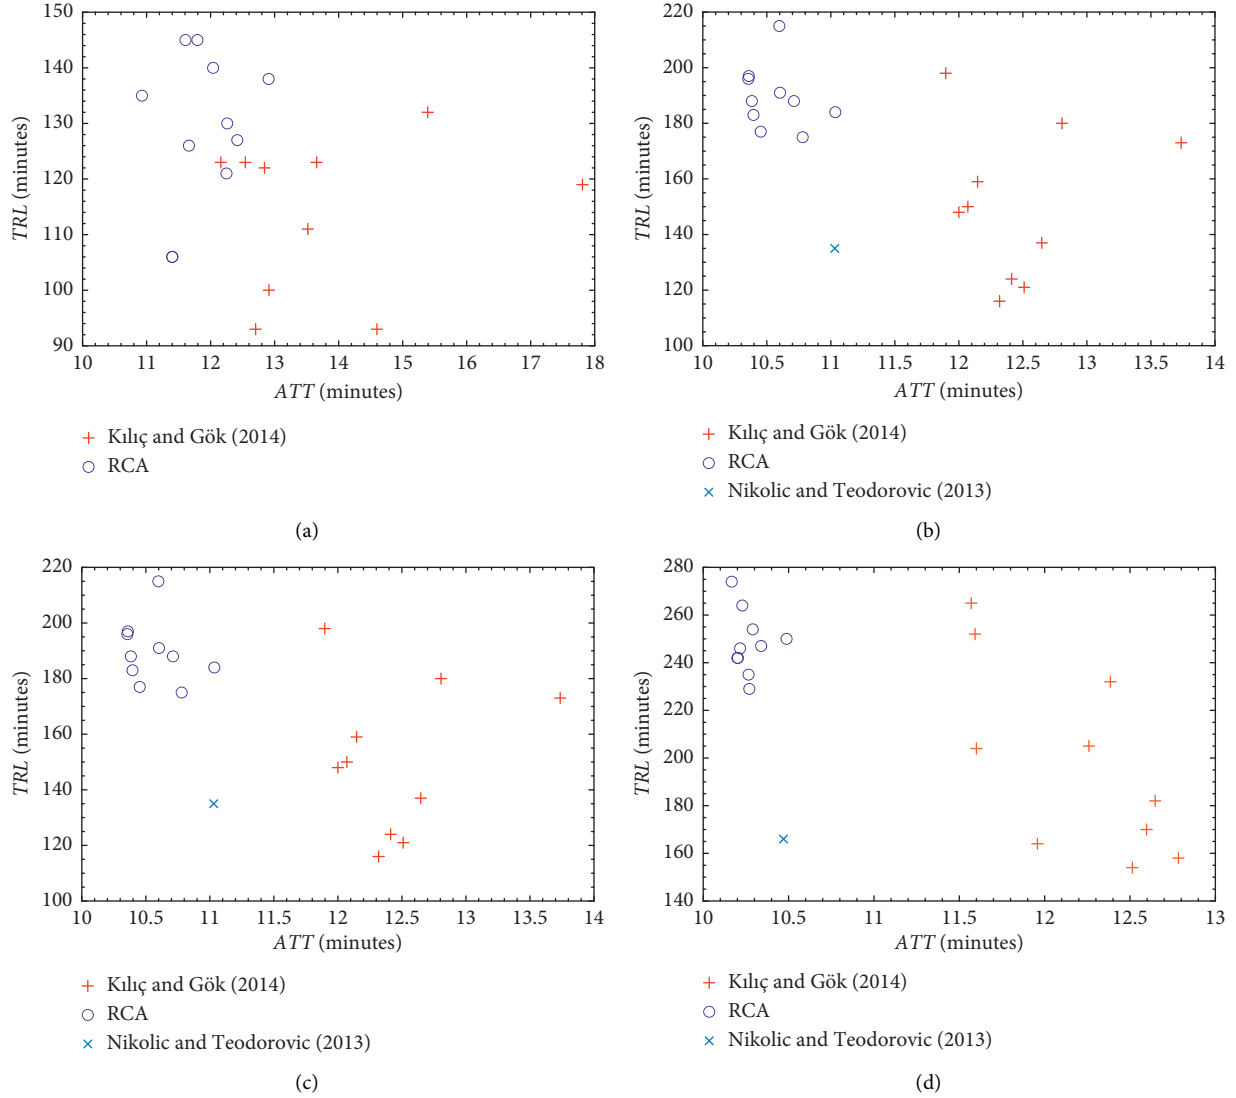 150
140
130
120
110
100
90
TRL (minutes)
10 11 12 13 14 15 16 17 18
ATT (minutes)
Kılıç and Gök (2014)
RCA
(a)
220
200
180
160
140
120
100
TRL (minutes)
10 10.5 11 11.5 12 12.5 13 13.5 14
ATT (minutes)
Kılıç and Gök (2014)
RCA
Nikolic and Teodorovic (2013)
(b)
220
200
180
160
140
120
100
TRL (minutes)
10 10.5 11 11.5 12 12.5 13 13.5 14
ATT (minutes)
Kılıç and Gök (2014)
RCA
Nikolic and Teodorovic (2013)
(c)
280
260
240
220
200
180
160
140
TRL (minutes)
10 10.5 11 11.5 12 12.5 13
ATT (minutes)
Kılıç and Gök (2014)
RCA
Nikolic and Teodorovic (2013)
(d)